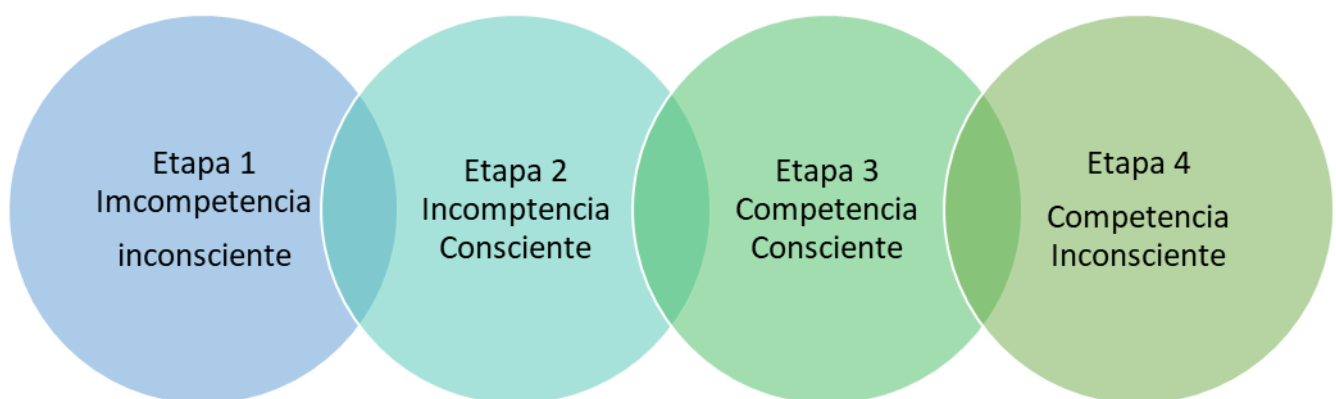 Etapa 1
Imcompetencia
inconsciente
Etapa 2
Incomptencia
Consciente
Etapa 3
Competencia
Consciente
Etapa 4
Competencia
Inconsciente